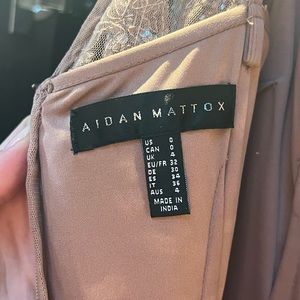 AIDAN MATTOX
US 0
CAN 0
UK 4
EU/FR 32
DE 30
ES 34
IT 36
AUS 4
MADE IN
INDIA